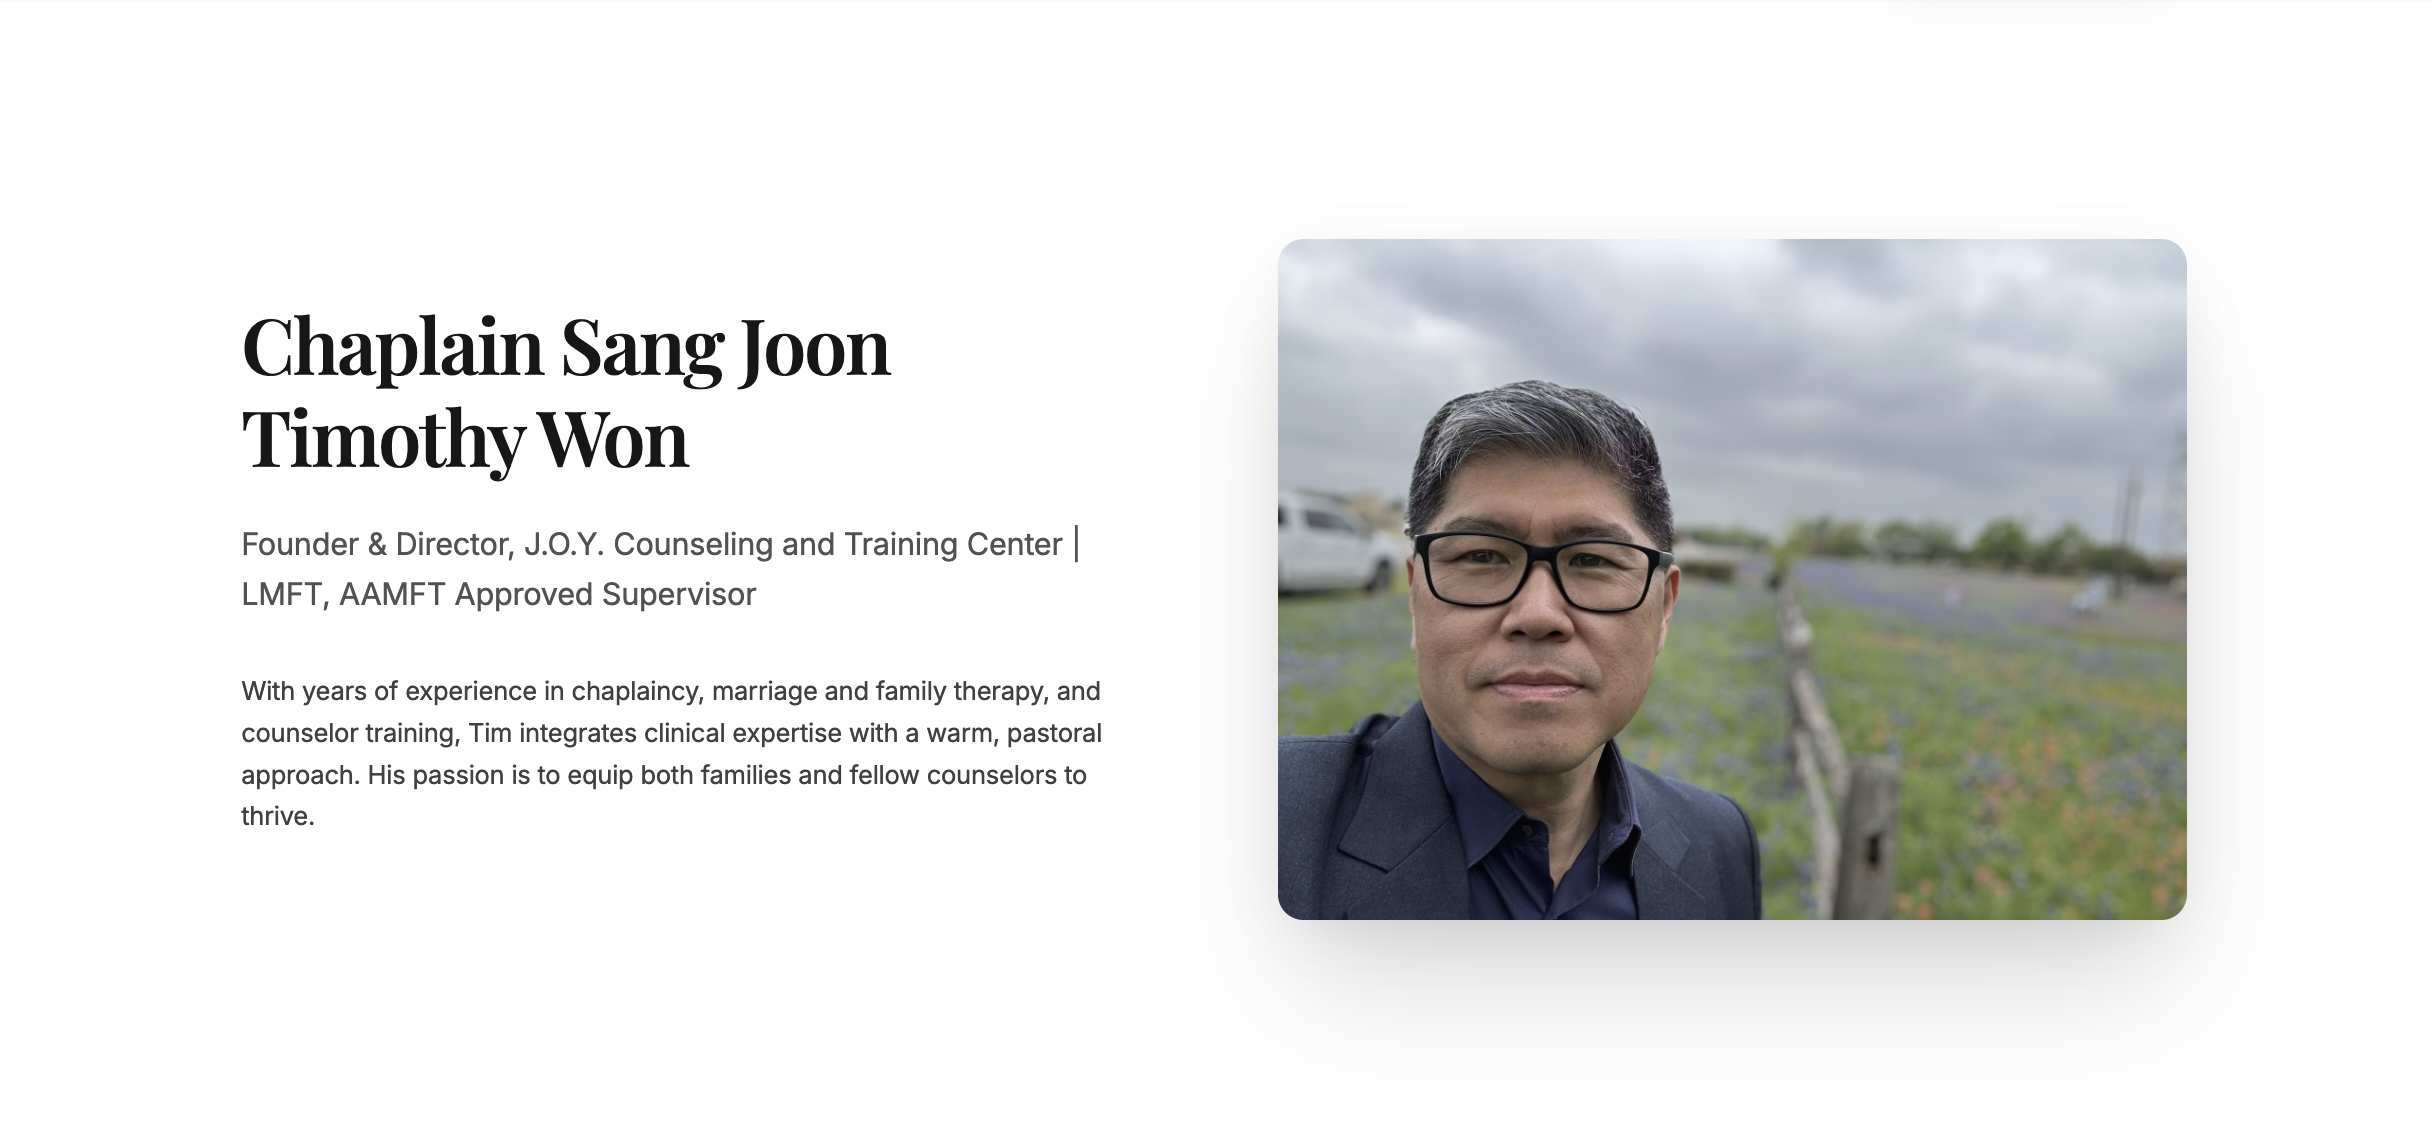 Chaplain Sang Joon
Timothy Won
Founder & Director, J.O.Y. Counseling and Training Center |
LMFT, AAMFT Approved Supervisor
With years of experience in chaplaincy, marriage and family therapy, and
counselor training, Tim integrates clinical expertise with a warm, pastoral
approach. His passion is to equip both families and fellow counselors to
thrive.